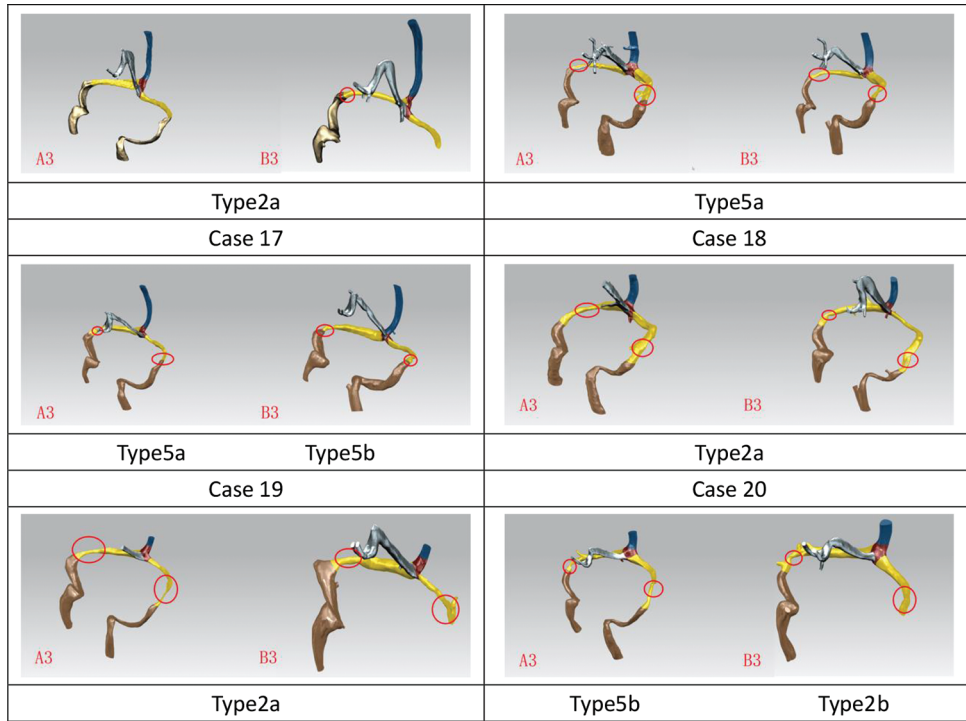 A3 B3 A3 B3
Type2a Type5a
Case 17 Case 18
A3 B3 A3 B3
Type5a Type5b Type2a
Case 19 Case 20
A3 B3 A3 B3
Type2a Type5b Type2b